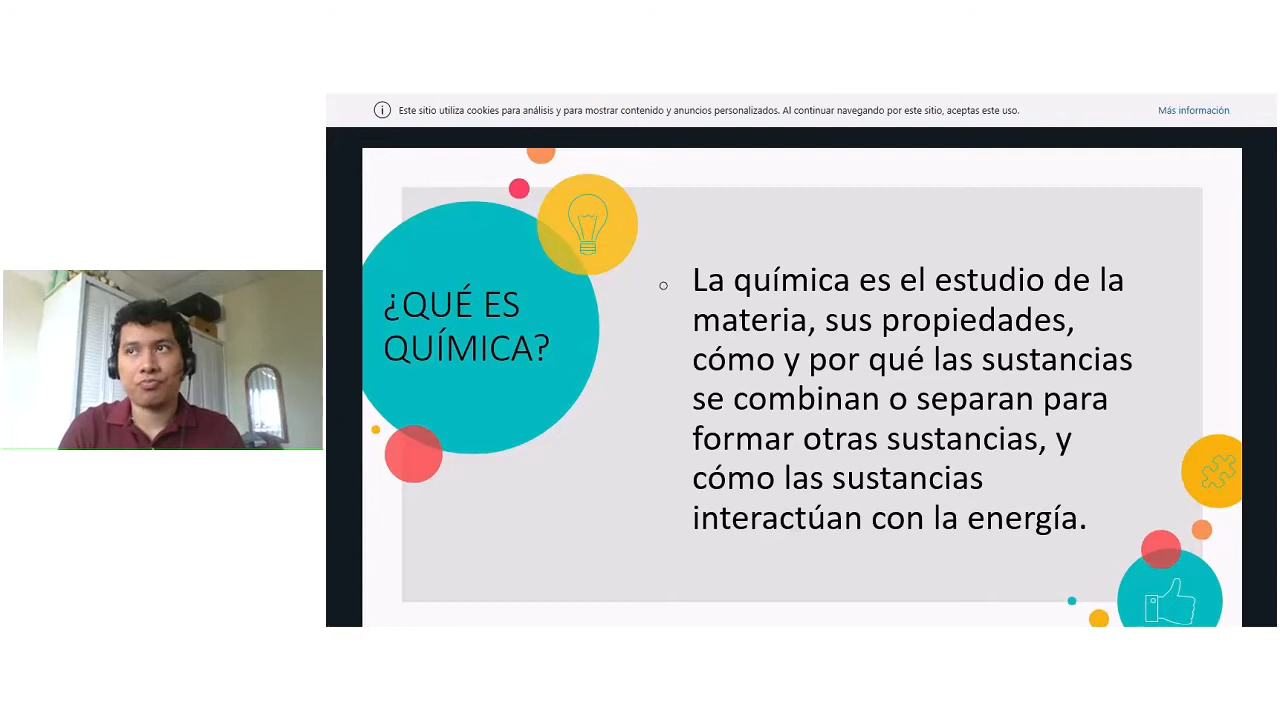 Este sitio utiliza cookies para análisis y para mostrar contenido y anuncios personalizados. Al continuar navegando por este sitio, aceptas este uso.
Más información
¿QUÉ ES
QUÍMICA?
La química es el estudio de la
materia, sus propiedades,
cómo y por qué las sustancias
se combinan o separan para
formar otras sustancias, y
cómo las sustancias
interactúan con la energía.